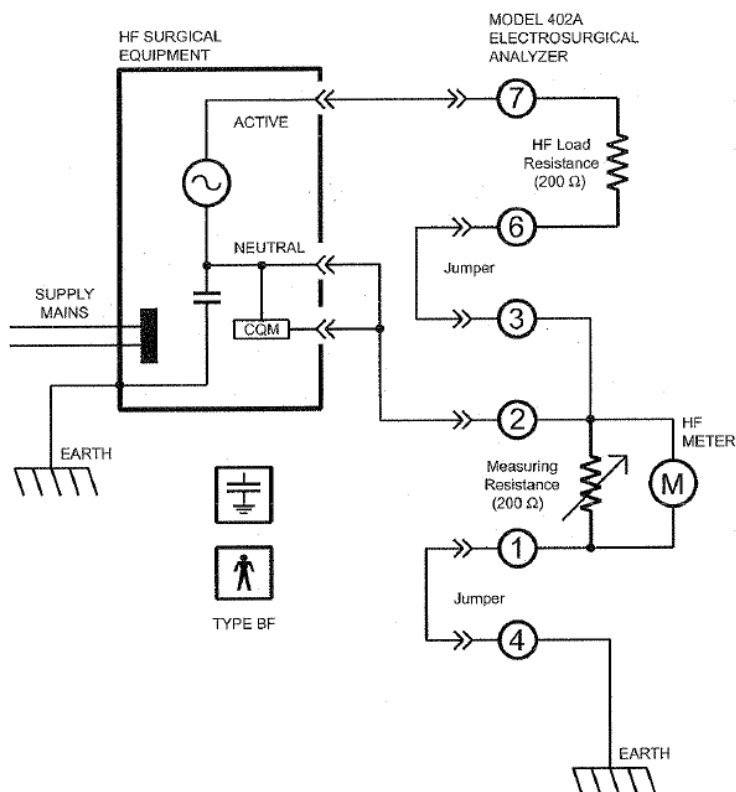 HF SURGICAL
EQUIPMENT
MODEL 402A
ELECTROSURGICAL
ANALYZER
ACTIVE
7
HF Load
Resistance
(200 Ω)
6
NEUTRAL
Jumper
SUPPLY
MAINS
3
CQM
2
HF
METER
EARTH
Measuring
Resistance
(200 Ω)
M
1
Jumper
TYPE BF
4
EARTH